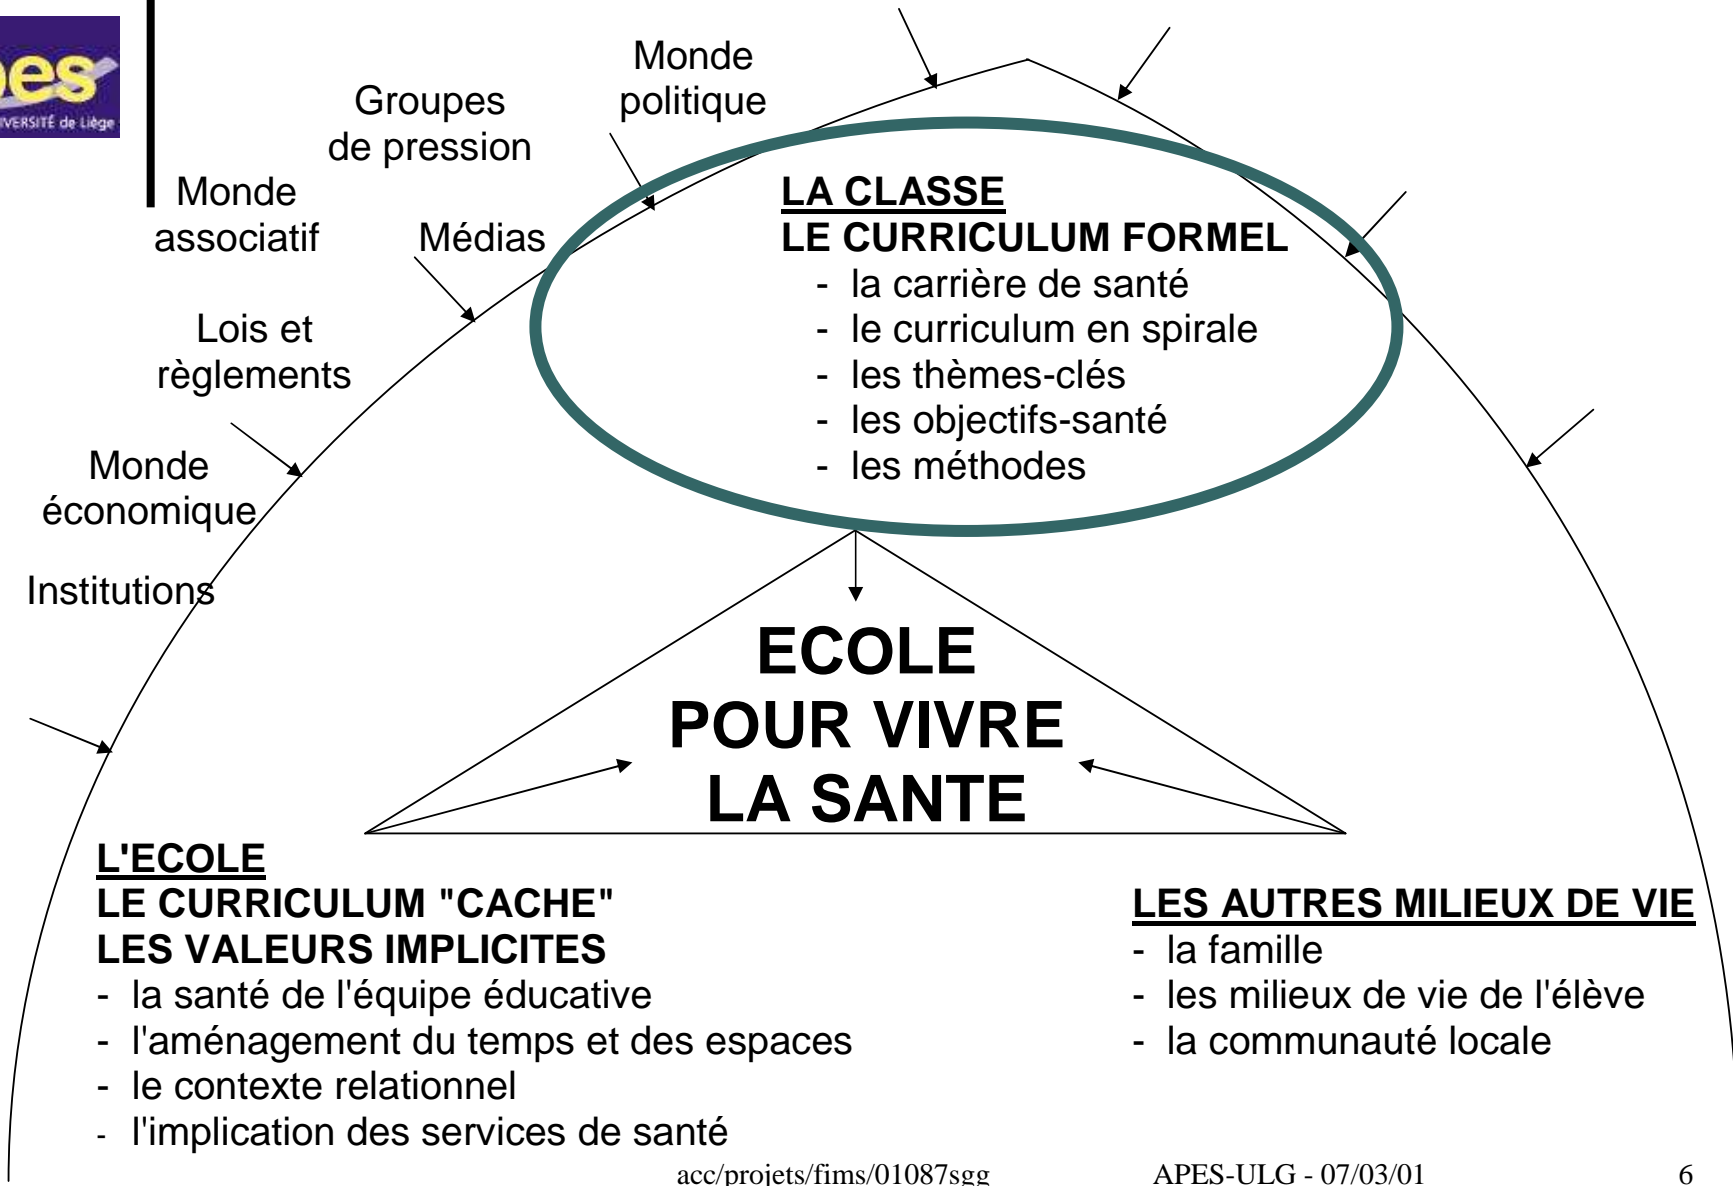 UNIVERSITÉ de Liège
Monde
politique
Groupes
de pression
Monde
associatif
Médias
Lois et
règlements
Monde
économique
Institutions
LA CLASSE
LE CURRICULUM FORMEL
- la carrière de santé
- le curriculum en spirale
- les thèmes-clés
- les objectifs-santé
- les méthodes
ECOLE
POUR VIVRE
LA SANTE
L'ECOLE
LE CURRICULUM "CACHE"
LES VALEURS IMPLICITES
- la santé de l'équipe éducative
- l'aménagement du temps et des espaces
- le contexte relationnel
- l'implication des services de santé
LES AUTRES MILIEUX DE VIE
- la famille
- les milieux de vie de l'élève
- la communauté locale
acc/projets/fims/01087sgg APES-ULG - 07/03/01 6